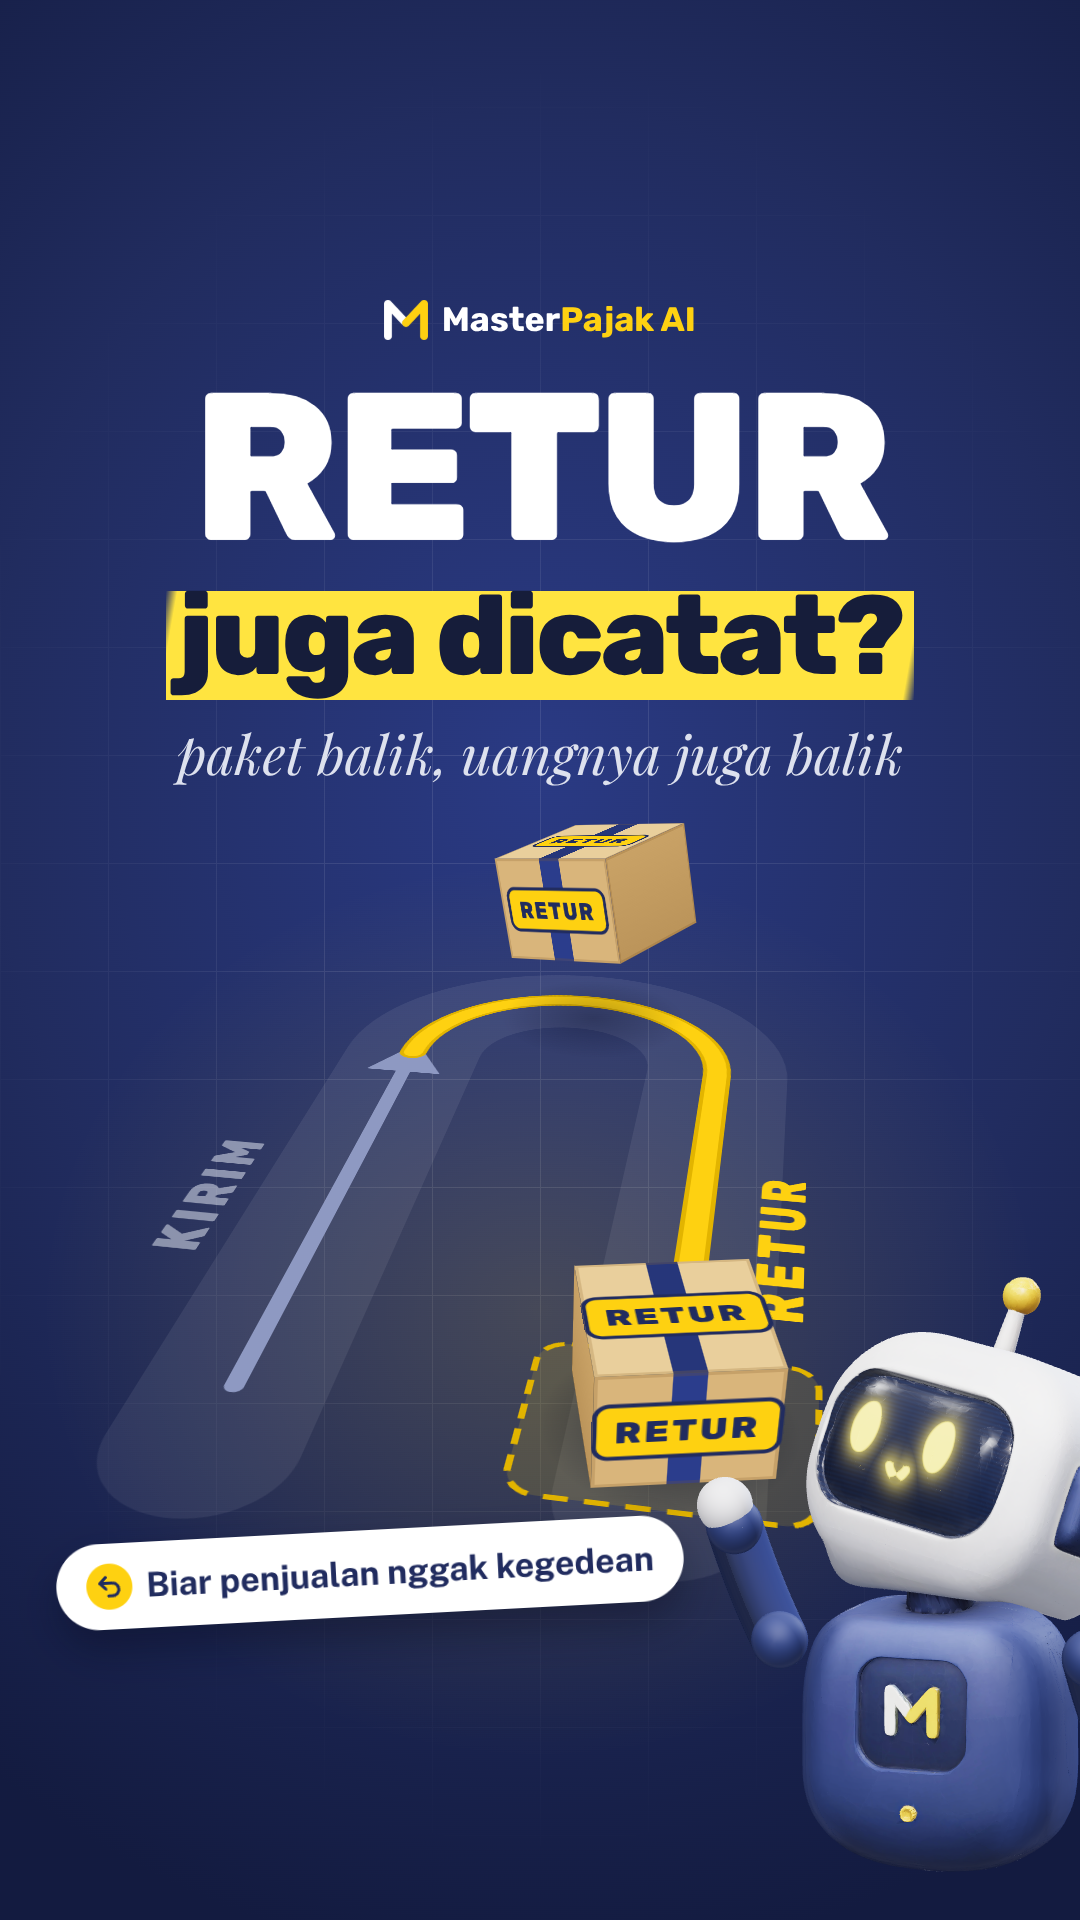 MasterPajak AI
RETUR
juga dicatat?
paket balik, uangnya juga balik
RETUR
RETUR
KIRIM
RETUR
RETUR
RETUR
Biar penjualan nggak kegedean
M